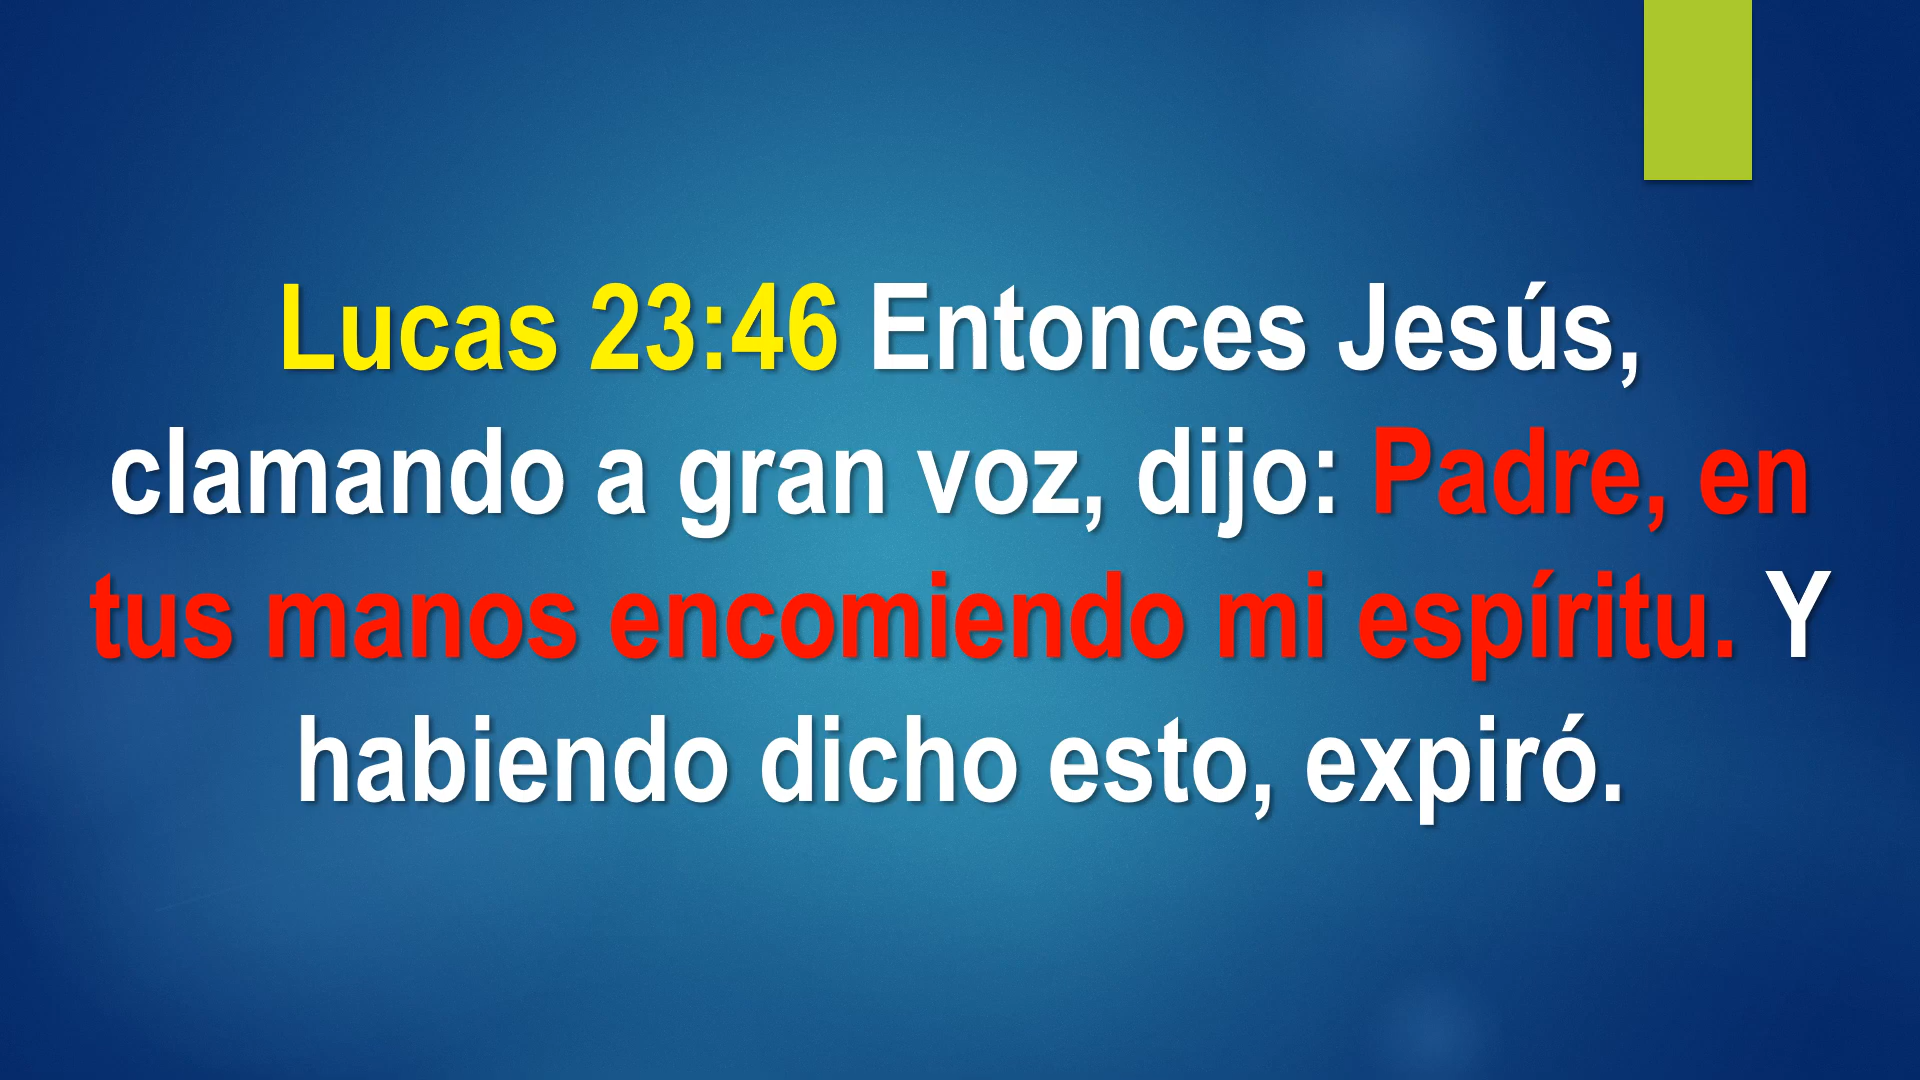 Lucas 23:46 Entonces Jesús,
clamando a gran voz, dijo: Padre, en
tus manos encomiendo mi espíritu. Y
habiendo dicho esto, expiró.